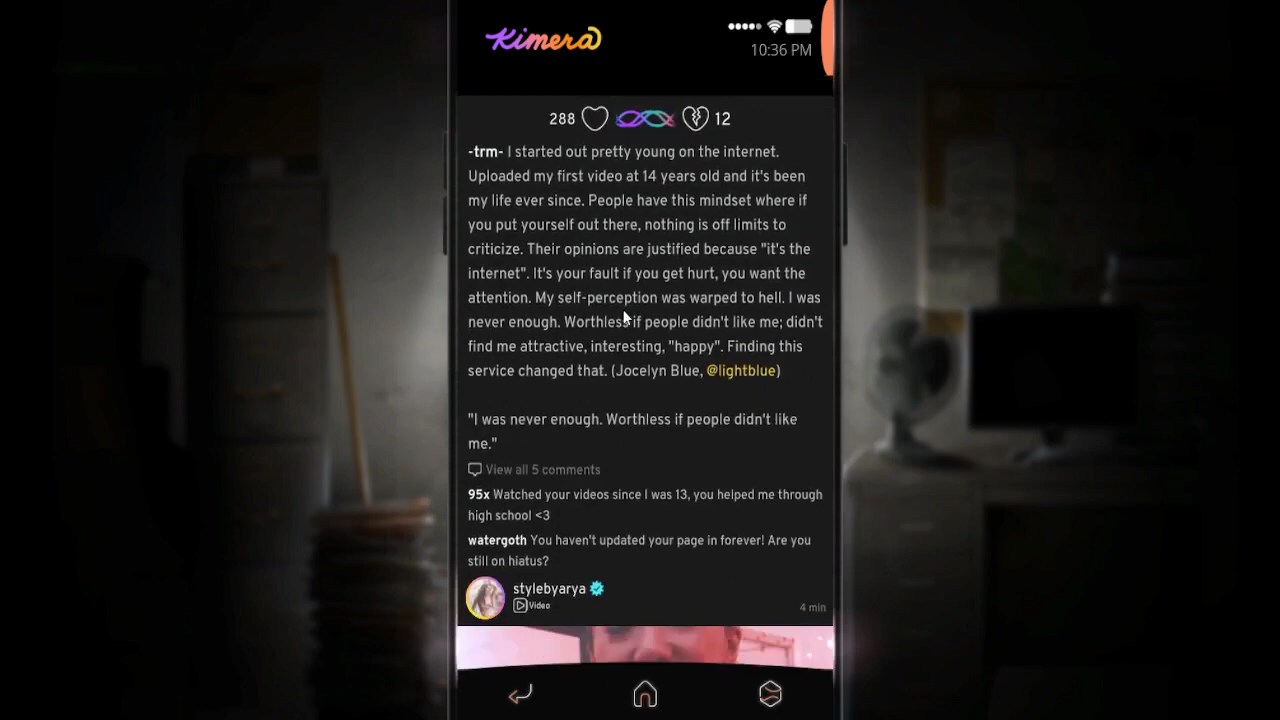 Kimera
10:36 PM
288 12
-trm- I started out pretty young on the internet.
Uploaded my first video at 14 years old and it's been
my life ever since. People have this mindset where if
you put yourself out there, nothing is off limits to
criticize. Their opinions are justified because "it's the
internet". It's your fault if you get hurt, you want the
attention. My self-perception was warped to hell. I was
never enough. Worthless if people didn't like me; didn't
find me attractive, interesting, "happy". Finding this
service changed that. (Jocelyn Blue, @lightblue)
"I was never enough. Worthless if people didn't like
me."
View all 5 comments
95x Watched your videos since I was 13, you helped me through
high school <3
watergoth You haven't updated your page in forever! Are you
still on hiatus?
stylebyarya
Video
4 min